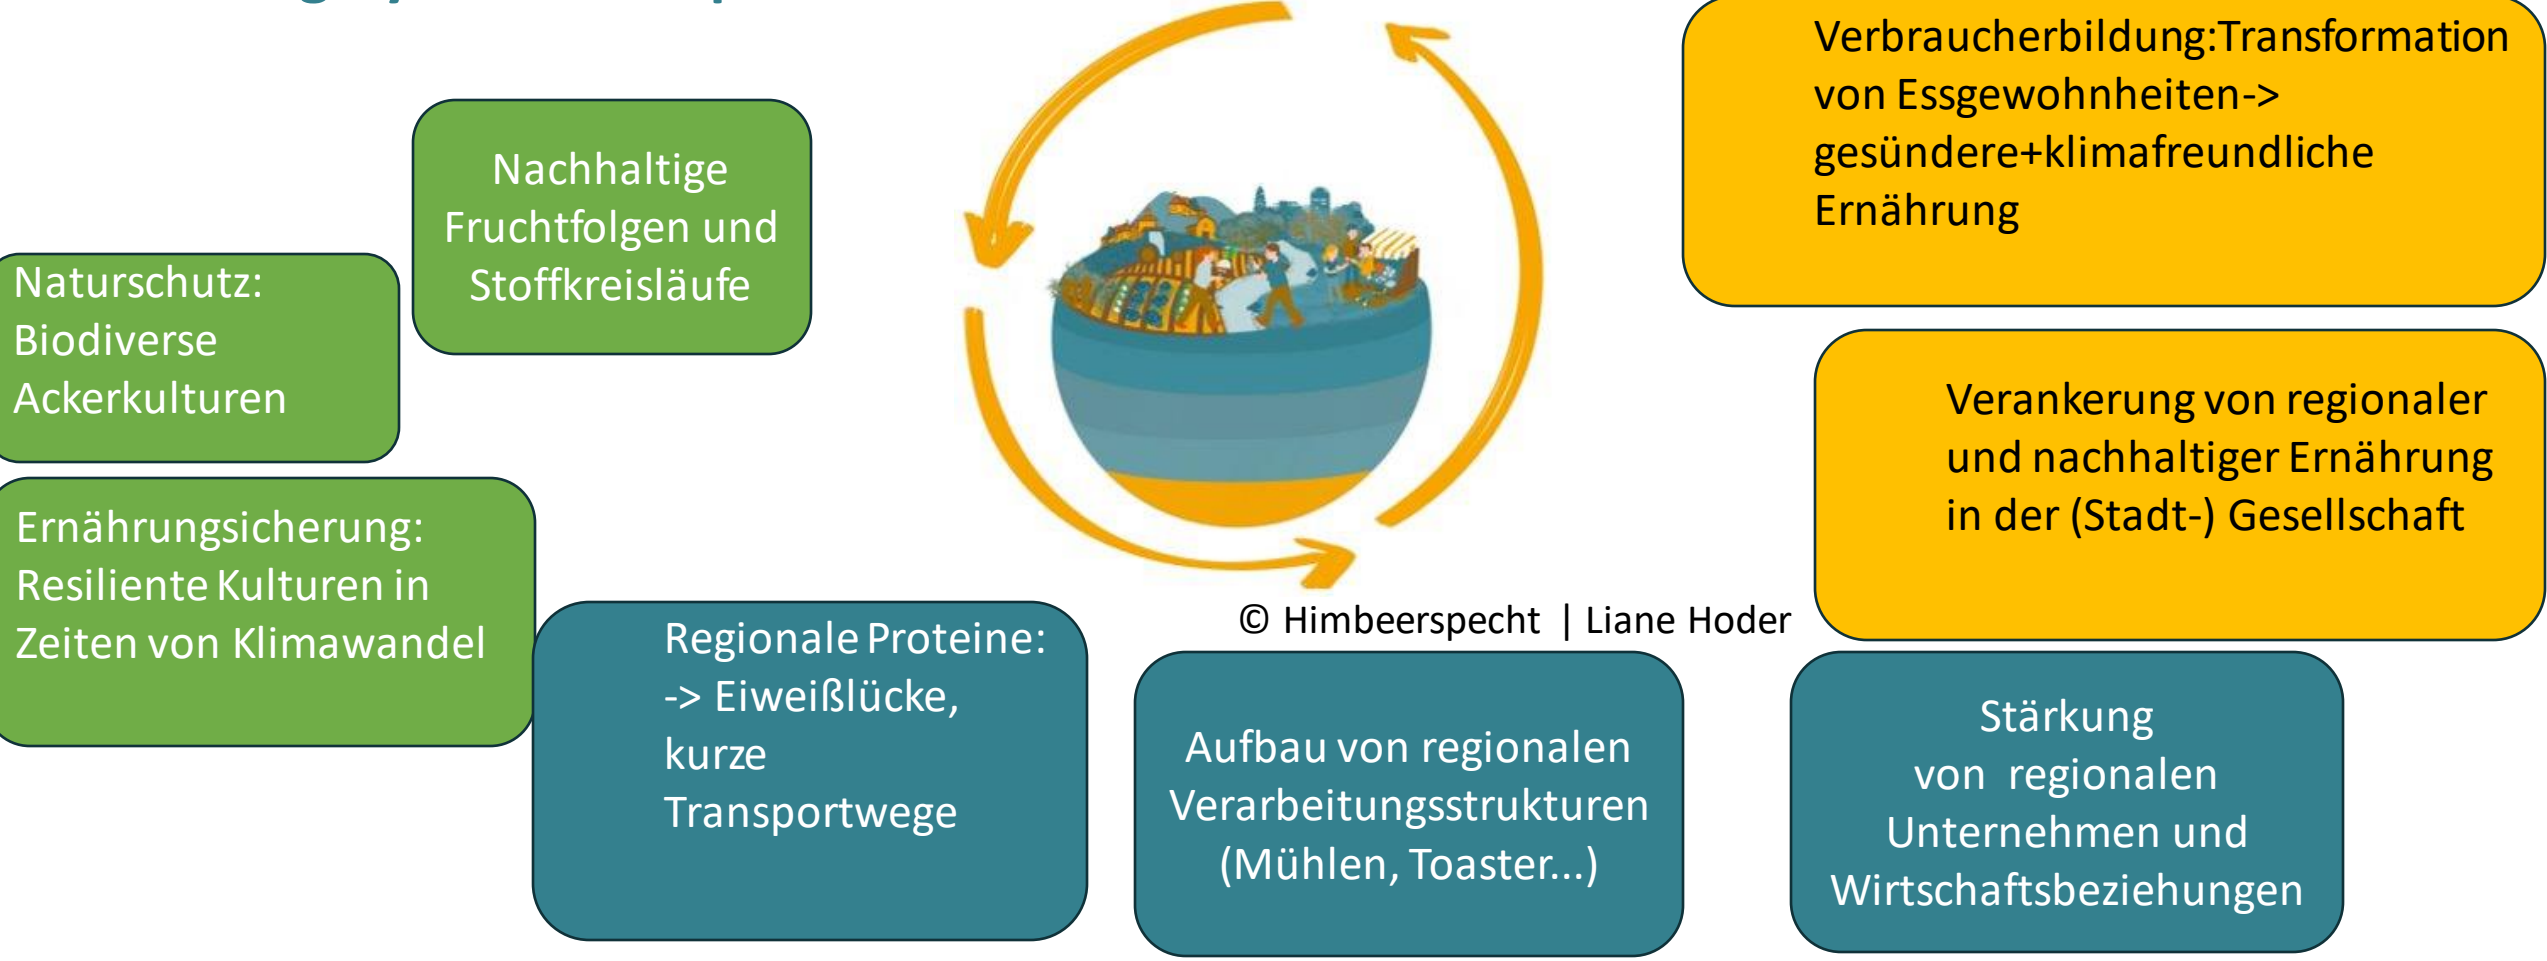 Nachhaltige
Fruchtfolgen und
Stoffkreisläufe
Naturschutz:
Biodiverse
Ackerkulturen
Ernährungsicherung:
Resiliente Kulturen in
Zeiten von Klimawandel
Regionale Proteine:
-> Eiweißlücke,
kurze
Transportwege
Aufbau von regionalen
Verarbeitungsstrukturen
(Mühlen, Toaster...)
Stärkung
von regionalen
Unternehmen und
Wirtschaftsbeziehungen
© Himbeerspecht | Liane Hoder
Verankerung von regionaler
und nachhaltiger Ernährung
in der (Stadt-) Gesellschaft
Verbraucherbildung:Transformation
von Essgewohnheiten->
gesündere+klimafreundliche
Ernährung